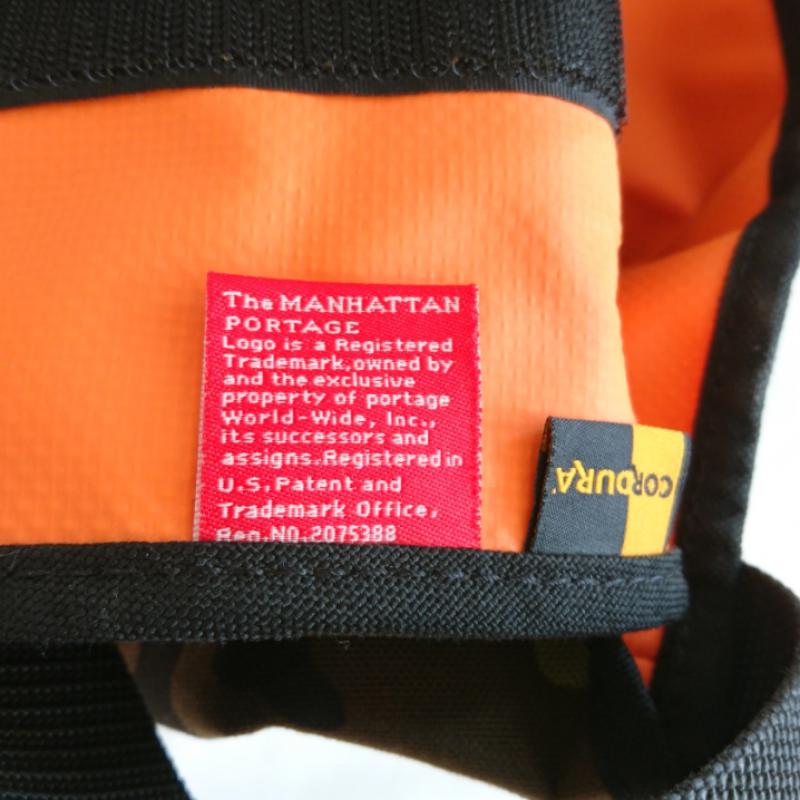 The MANHATTAN
PORTAGE
Logo is a Registered
Trademark,owned by
and the exclusive
property of portage
World-Wide, Inc.,
its successors and
assigns.Registered in
U.S.Patent and
Trademark Office.
Reg.NO.2075388
CORDURA